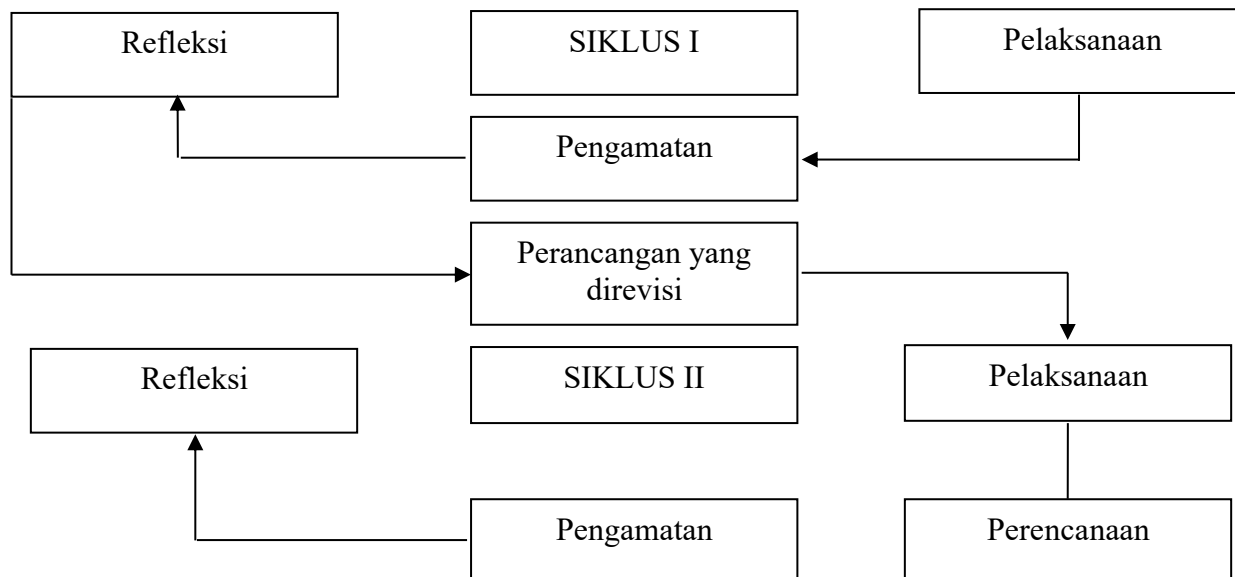 Refleksi
SIKLUS I
Pelaksanaan
Pengamatan
Perancangan yang
direvisi
Refleksi
SIKLUS II
Pelaksanaan
Pengamatan
Perencanaan